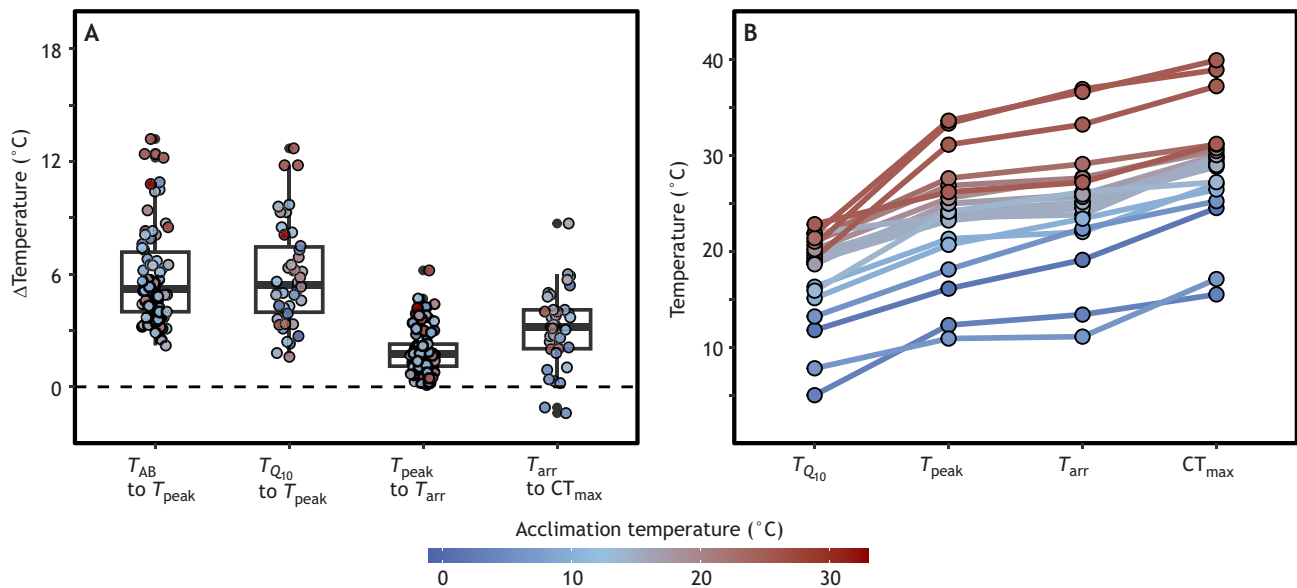 A
18
12
6
0
ΔTemperature (°C)
T_AB to T_peak
T_Q10 to T_peak
T_peak to T_arr
T_arr to CT_max
B
40
30
20
10
Temperature (°C)
T_Q10
T_peak
T_arr
CT_max
Acclimation temperature (°C)
0 10 20 30